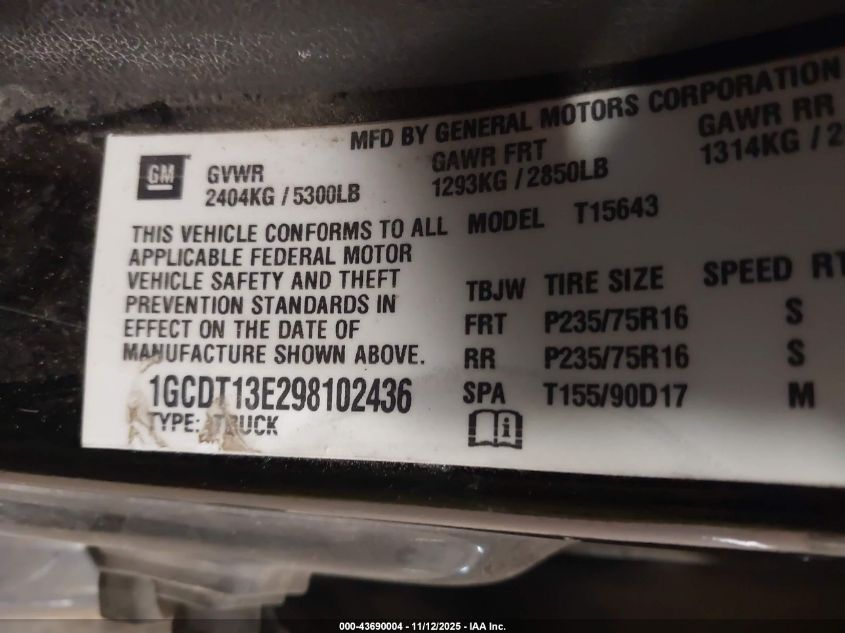 MFD BY GENERAL MOTORS CORPORATION
GM
GVWR GAWR FRT GAWR RR
2404KG / 5300LB 1293KG / 2850LB 1314KG / 2
THIS VEHICLE CONFORMS TO ALL MODEL T15643
APPLICABLE FEDERAL MOTOR
VEHICLE SAFETY AND THEFT
PREVENTION STANDARDS IN
EFFECT ON THE DATE OF
MANUFACTURE SHOWN ABOVE.
TBJW TIRE SIZE SPEED RT
FRT P235/75R16 S
RR P235/75R16 S
SPA T155/90D17 M
1GCDT13E298102436
TYPE: TRUCK
000-43690004 - 11/12/2025 - IAA Inc.